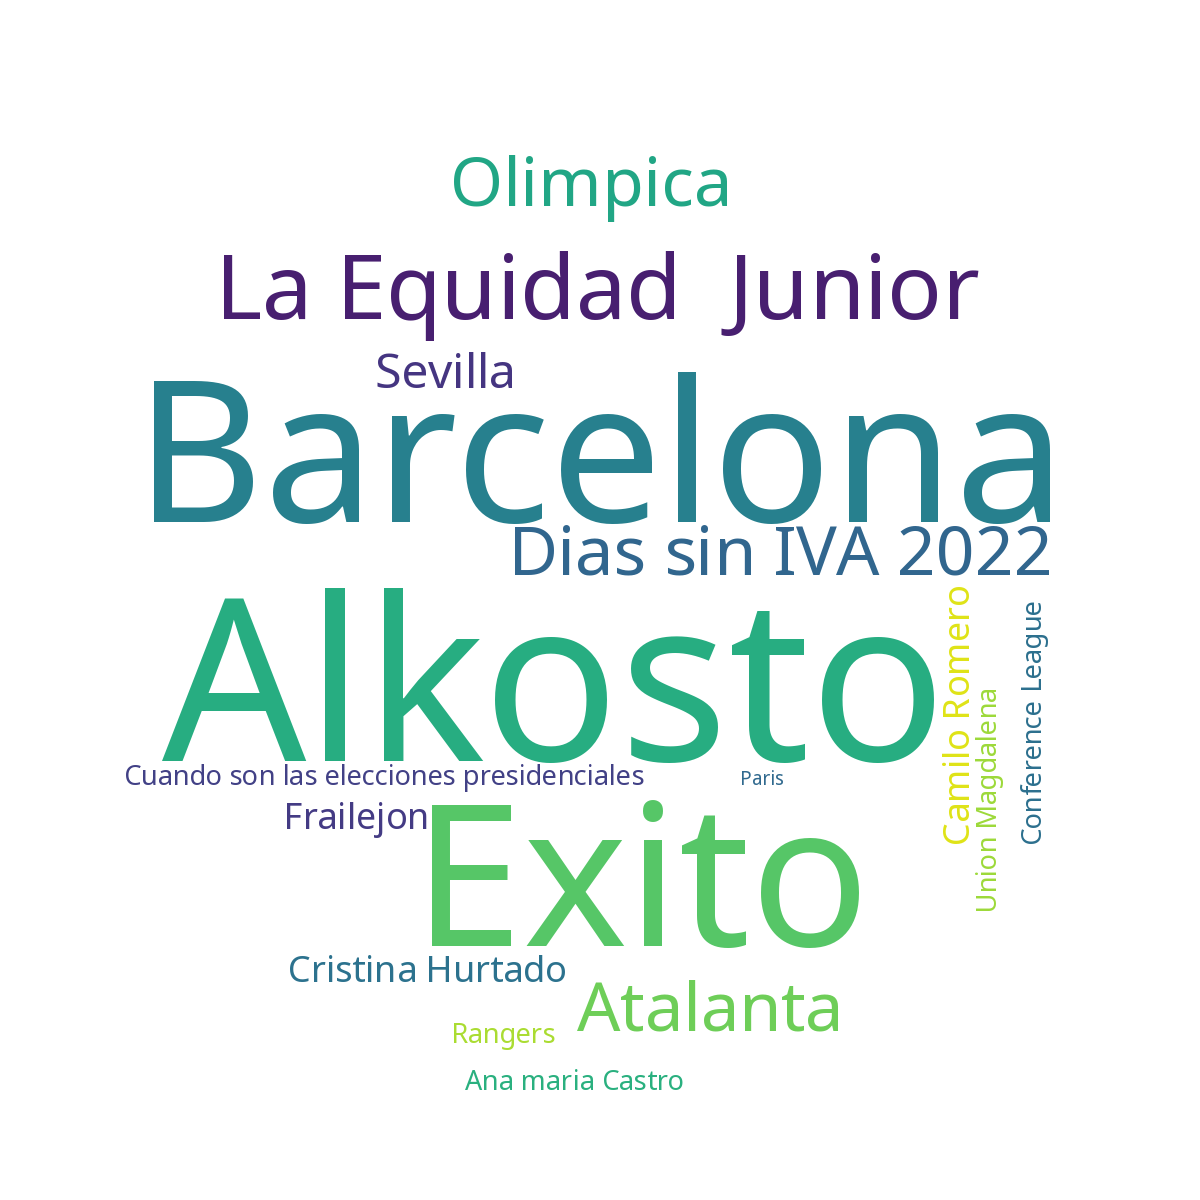 Olimpica
La Equidad Junior
Sevilla
Barcelona
Dias sin IVA 2022
Alkosto
Camilo Romero
Union Magdalena
Conference League
Cuando son las elecciones presidenciales
Paris
Frailejon
Exito
Cristina Hurtado
Atalanta
Rangers
Ana maria Castro